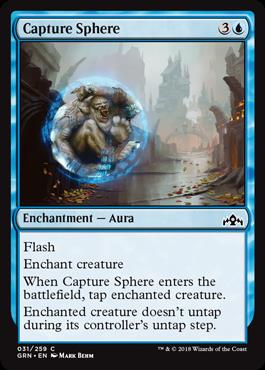 Capture Sphere 3
Enchantment — Aura
Flash
Enchant creature
When Capture Sphere enters the
battlefield, tap enchanted creature.
Enchanted creature doesn't untap
during its controller's untap step.
031/259 C
GRN • EN MARK BEHM
™ & © 2018 Wizards of the Coast